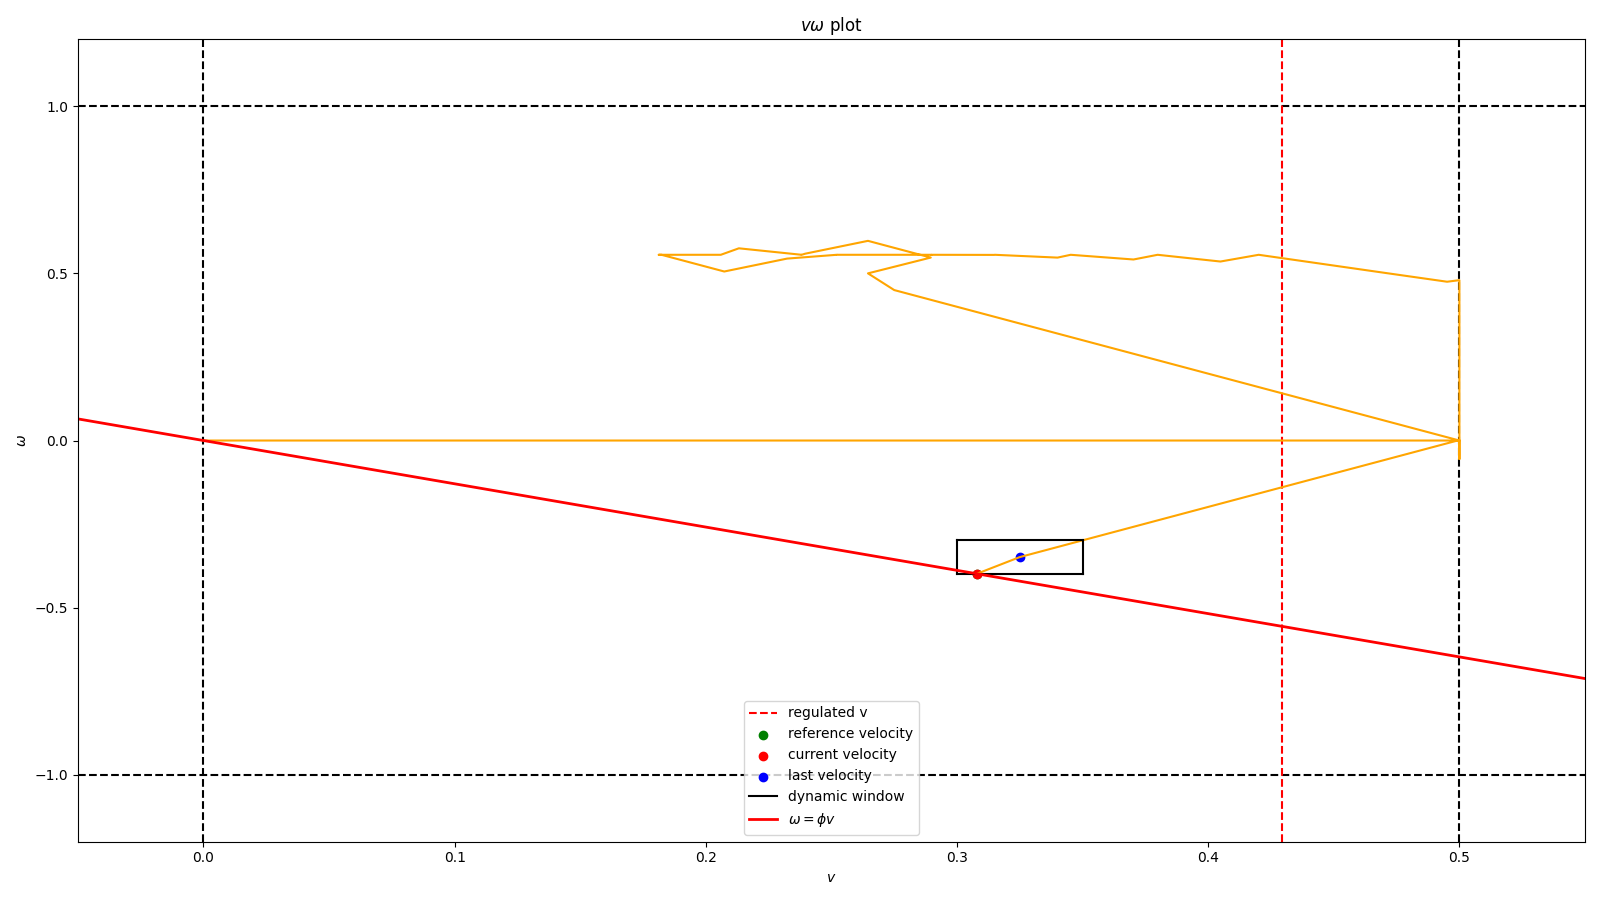 vω plot
1.0
0.5
0.0
−0.5
−1.0
ω
0.0 0.1 0.2 0.3 0.4 0.5
v
regulated v
reference velocity
current velocity
last velocity
dynamic window
ω = ϕv